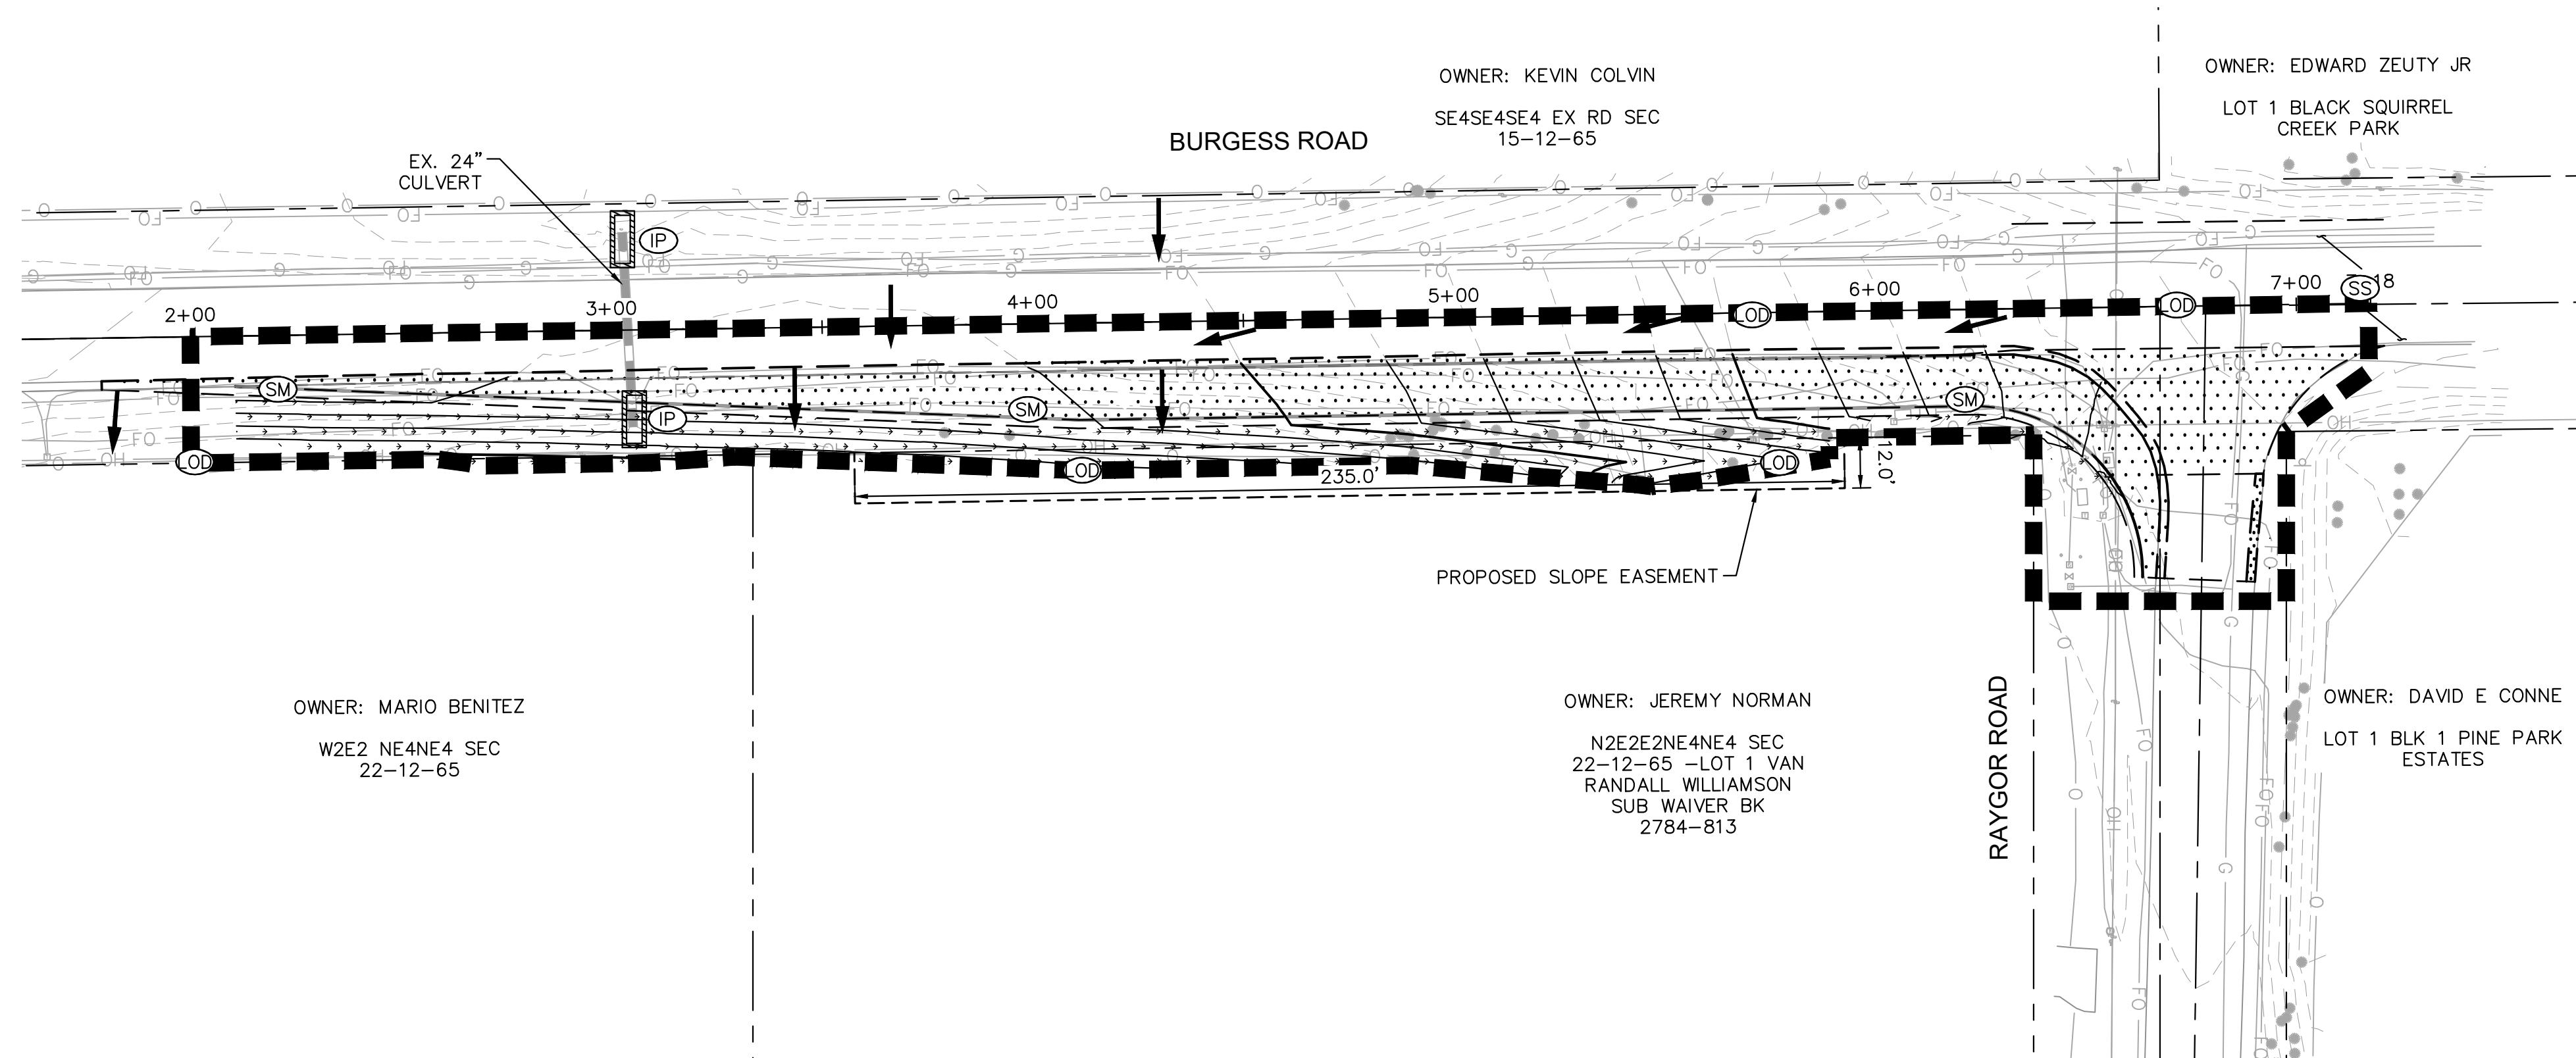 OWNER: KEVIN COLVIN
SE4SE4SE4 EX RD SEC
15-12-65
OWNER: EDWARD ZEUTY JR
LOT 1 BLACK SQUIRREL
CREEK PARK
BURGESS ROAD
EX. 24"
CULVERT
IP
2+00
3+00
4+00
5+00
6+00
7+00
18
SS
LOD
LOD
SM
SM
SM
IP
LOD
LOD
LOD
235.0'
12.0'
PROPOSED SLOPE EASEMENT
OWNER: MARIO BENITEZ
W2E2 NE4NE4 SEC
22-12-65
OWNER: JEREMY NORMAN
N2E2E2NE4NE4 SEC
22-12-65 -LOT 1 VAN
RANDALL WILLIAMSON
SUB WAIVER BK
2784-813
RAYGOR ROAD
OWNER: DAVID E CONNE
LOT 1 BLK 1 PINE PARK
ESTATES